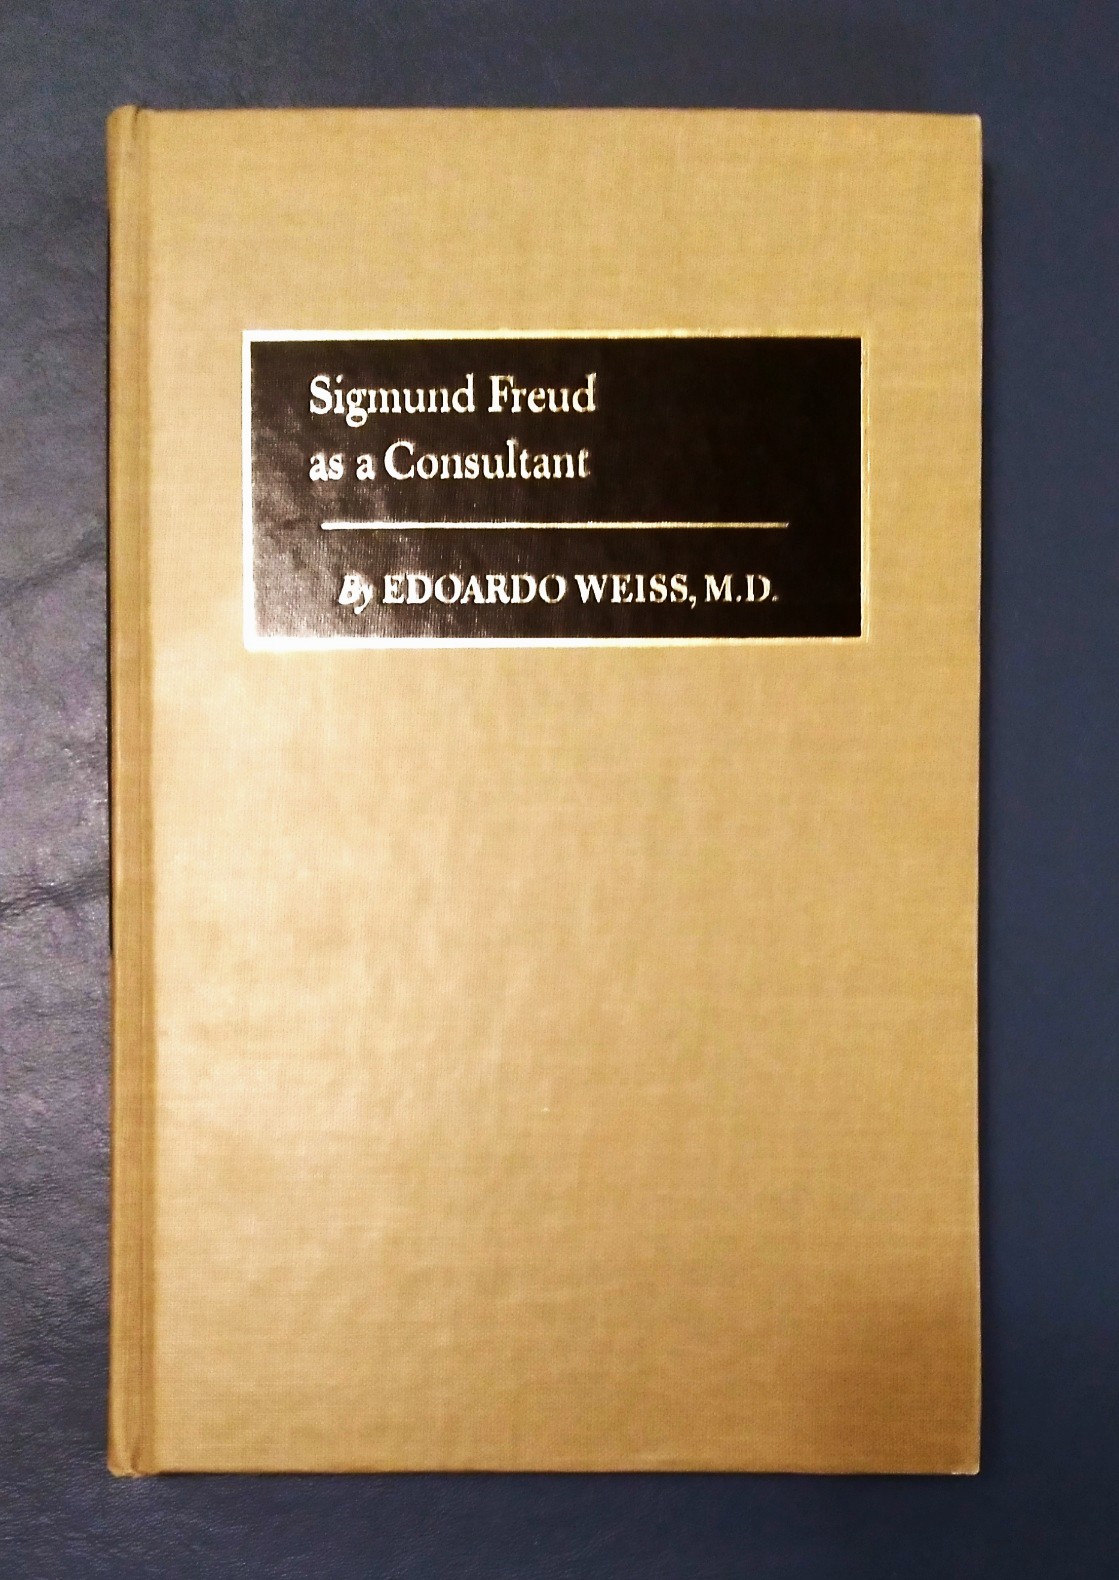 Sigmund Freud
as a Consultant
By EDOARDO WEISS, M.D.